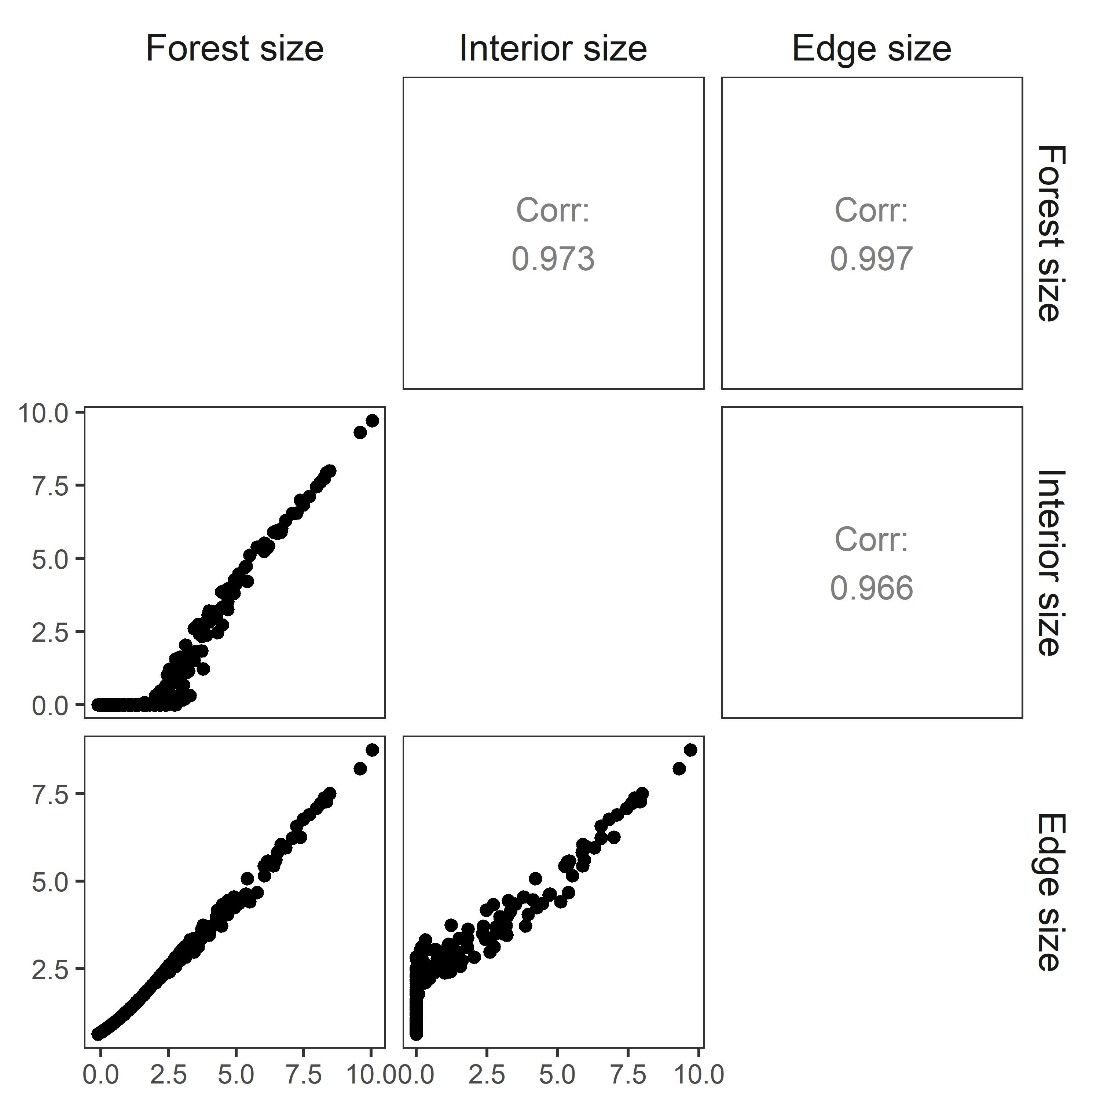 Forest size Interior size Edge size
Corr:
0.973
Corr:
0.997
Forest size
10.0
7.5
5.0
2.5
0.0
Corr:
0.966
Interior size
7.5
5.0
2.5
Edge size
0.0 2.5 5.0 7.5 10.0
0.0 2.5 5.0 7.5 10.0